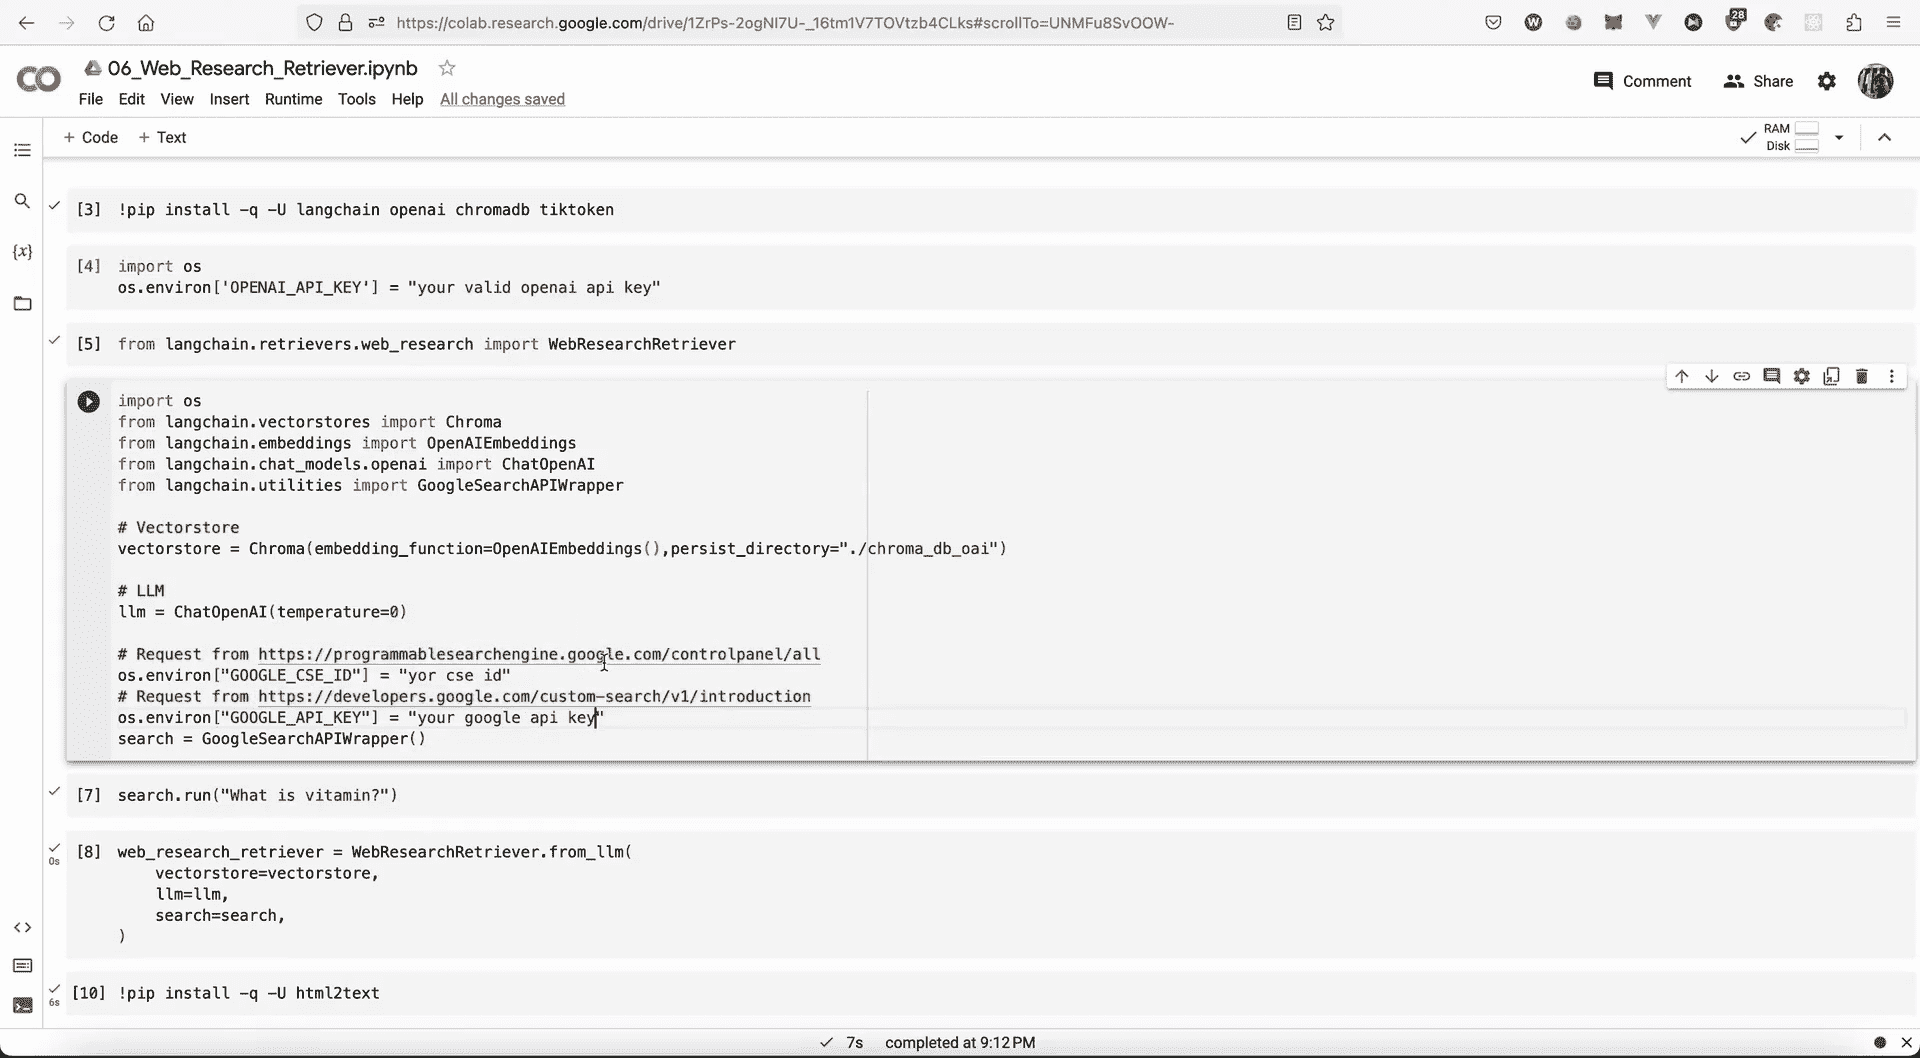 https://colab.research.google.com/drive/1ZrPs-2ogNI7U-_16tm1V7TOVtzb4CLks#scrollTo=UNMFu8SvOOW-
28
CO
06_Web_Research_Retriever.ipynb
File Edit View Insert Runtime Tools Help All changes saved
Comment
Share
+ Code + Text
RAM
Disk
[3] !pip install -q -U langchain openai chromadb tiktoken
{x}
[4] import os
os.environ['OPENAI_API_KEY'] = "your valid openai api key"
[5] from langchain.retrievers.web_research import WebResearchRetriever
import os
from langchain.vectorstores import Chroma
from langchain.embeddings import OpenAIEmbeddings
from langchain.chat_models.openai import ChatOpenAI
from langchain.utilities import GoogleSearchAPIWrapper
# Vectorstore
vectorstore = Chroma(embedding_function=OpenAIEmbeddings(),persist_directory="./chroma_db_oai")
# LLM
llm = ChatOpenAI(temperature=0)
# Request from https://programmablesearchengine.google.com/controlpanel/all
os.environ["GOOGLE_CSE_ID"] = "yor cse id"
# Request from https://developers.google.com/custom-search/v1/introduction
os.environ["GOOGLE_API_KEY"] = "your google api key"
search = GoogleSearchAPIWrapper()
[7] search.run("What is vitamin?")
0s [8] web_research_retriever = WebResearchRetriever.from_llm(
vectorstore=vectorstore,
llm=llm,
search=search,
)
6s [10] !pip install -q -U html2text
7s completed at 9:12 PM